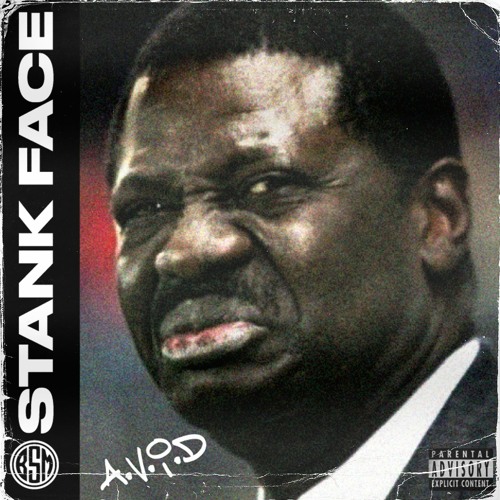 STANK FACE
BSM
A.V.I.D
PARENTAL
ADVISORY
EXPLICIT CONTENT